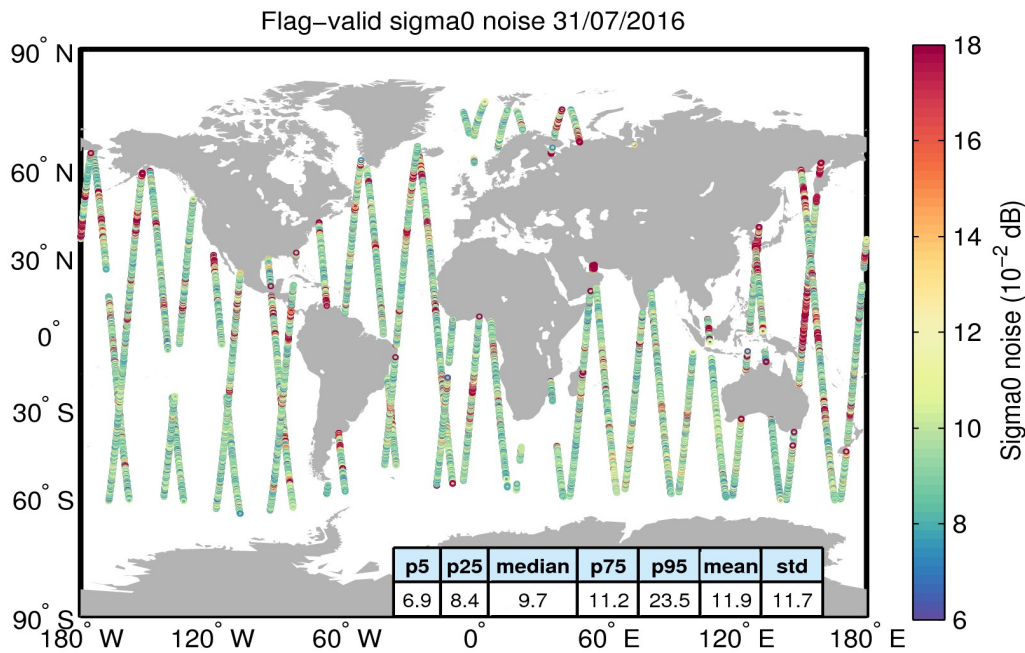 Flag−valid sigma0 noise 31/07/2016
90° N
60° N
30° N
0°
30° S
60° S
90° S
180° W
120° W
60° W
0°
60° E
120° E
180° E
p5 p25 median p75 p95 mean std
6.9 8.4 9.7 11.2 23.5 11.9 11.7
18
16
14
12
10
8
6
Sigma0 noise (10⁻² dB)